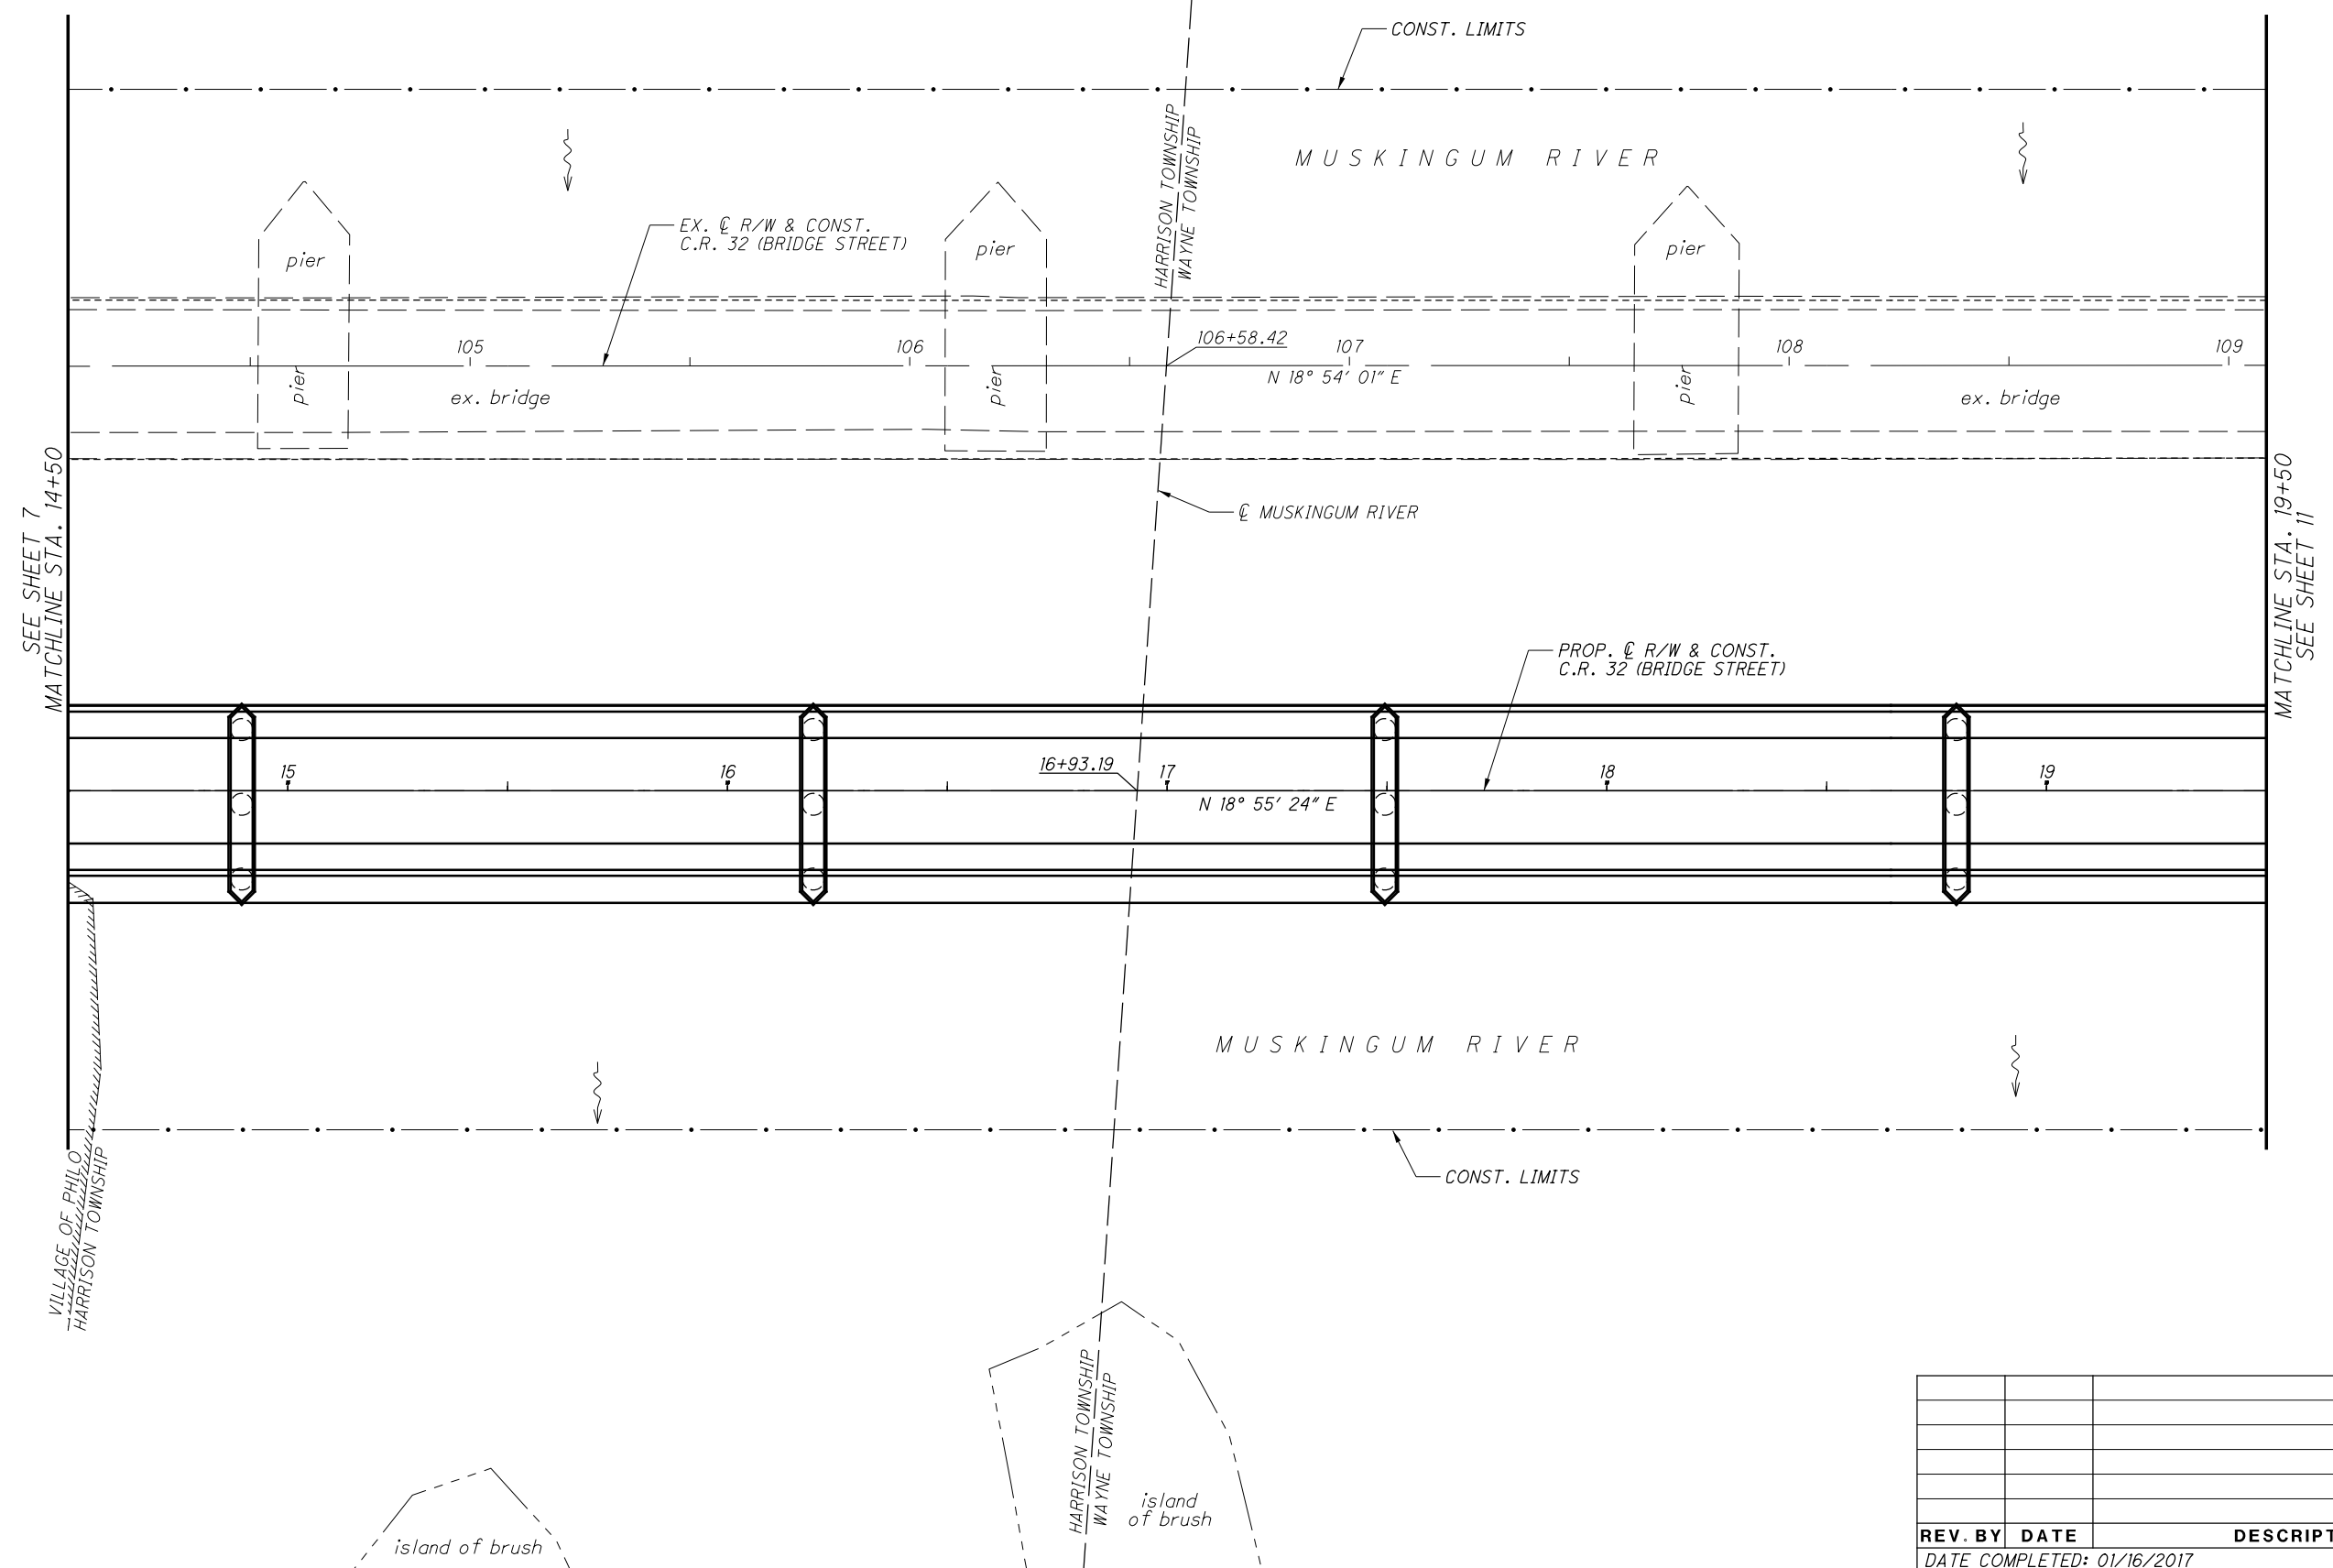 CONST. LIMITS
MUSKINGUM RIVER
HARRISON TOWNSHIP
WAYNE TOWNSHIP
EX. ℄ R/W & CONST.
C.R. 32 (BRIDGE STREET)
pier
pier
pier
105
106
106+58.42
107
108
109
N 18° 54' 01" E
pier
ex. bridge
pier
pier
ex. bridge
SEE SHEET 7
MATCHLINE STA. 14+50
MATCHLINE STA. 19+50
SEE SHEET 11
℄ MUSKINGUM RIVER
PROP. ℄ R/W & CONST.
C.R. 32 (BRIDGE STREET)
15
16
16+93.19
17
18
19
N 18° 55' 24" E
MUSKINGUM RIVER
CONST. LIMITS
VILLAGE OF PHILO
HARRISON TOWNSHIP
HARRISON TOWNSHIP
WAYNE TOWNSHIP
island
of brush
island of brush
REV. BY DATE DESCRIPT
DATE COMPLETED: 01/16/2017